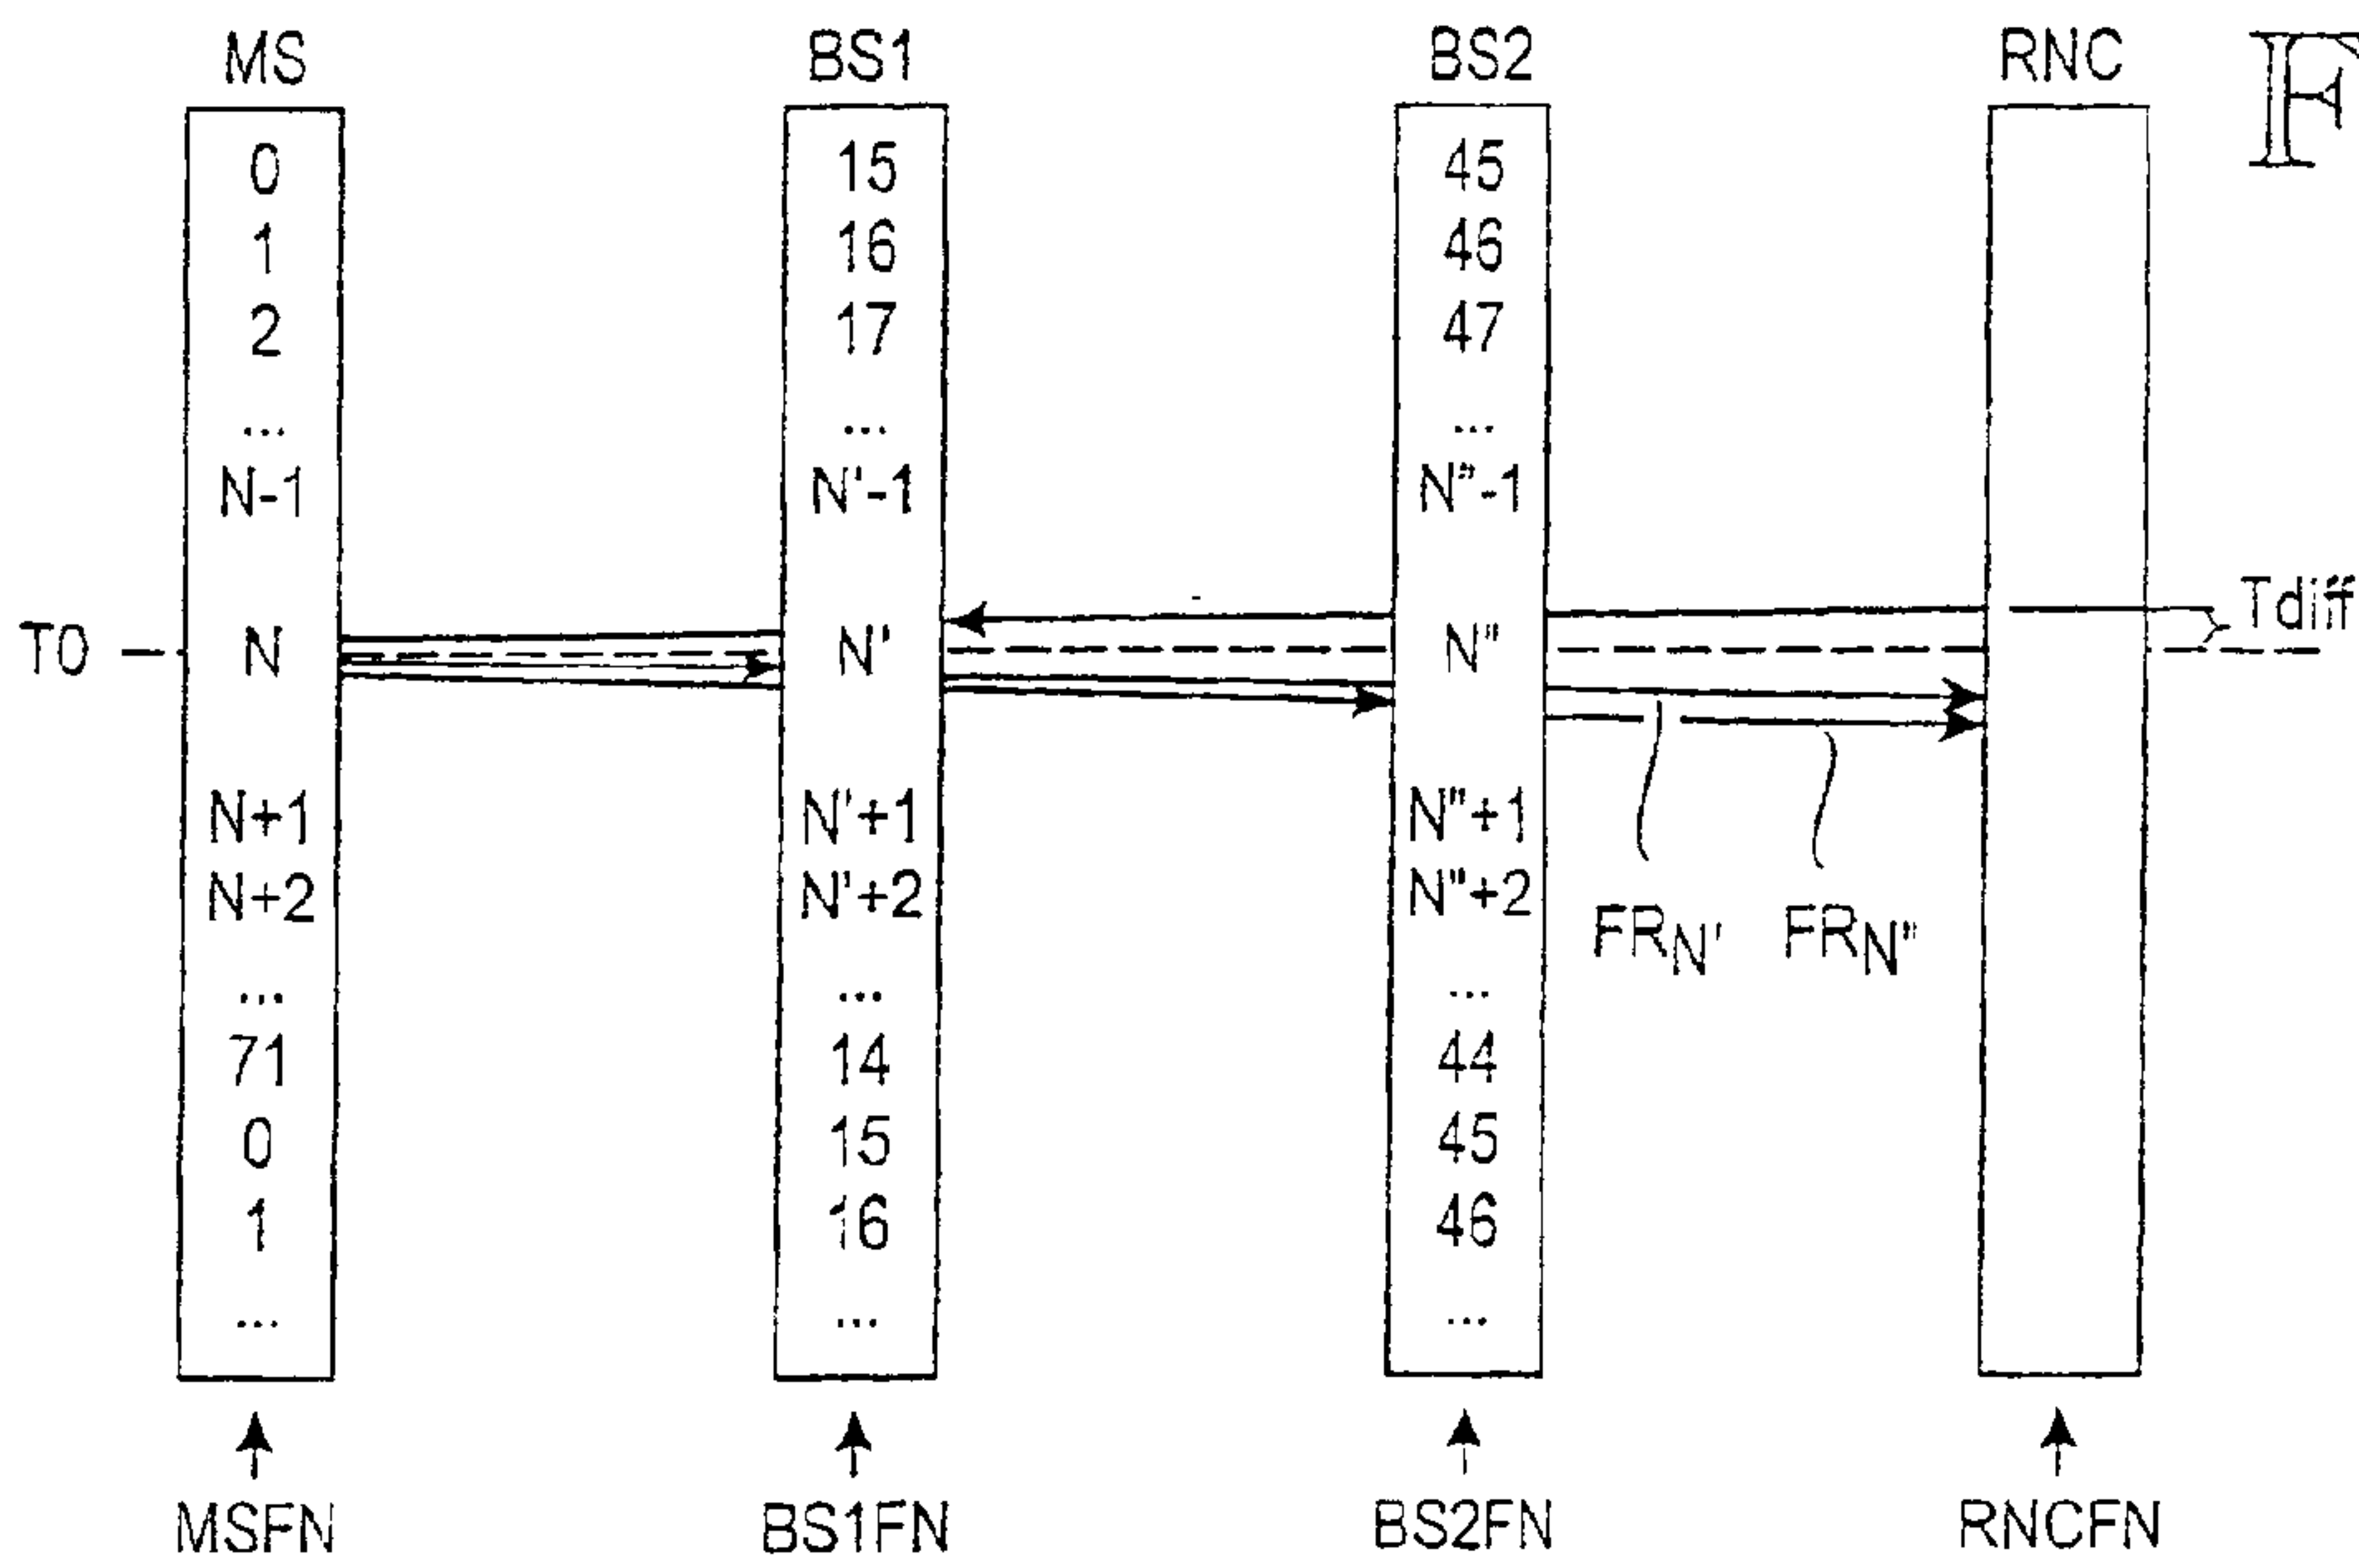 MS BS1 BS2 RNC F
0 15 45
1 16 46
2 17 47
... ... ...
N-1 N'-1 N"-1
Tdiff
T0 N N' N"
N+1 N'+1 N"+1
N+2 N'+2 N"+2
FRN' FRN"
... ... ...
71 14 44
0 15 45
1 16 46
... ... ...
MSFN BS1FN BS2FN RNCFN